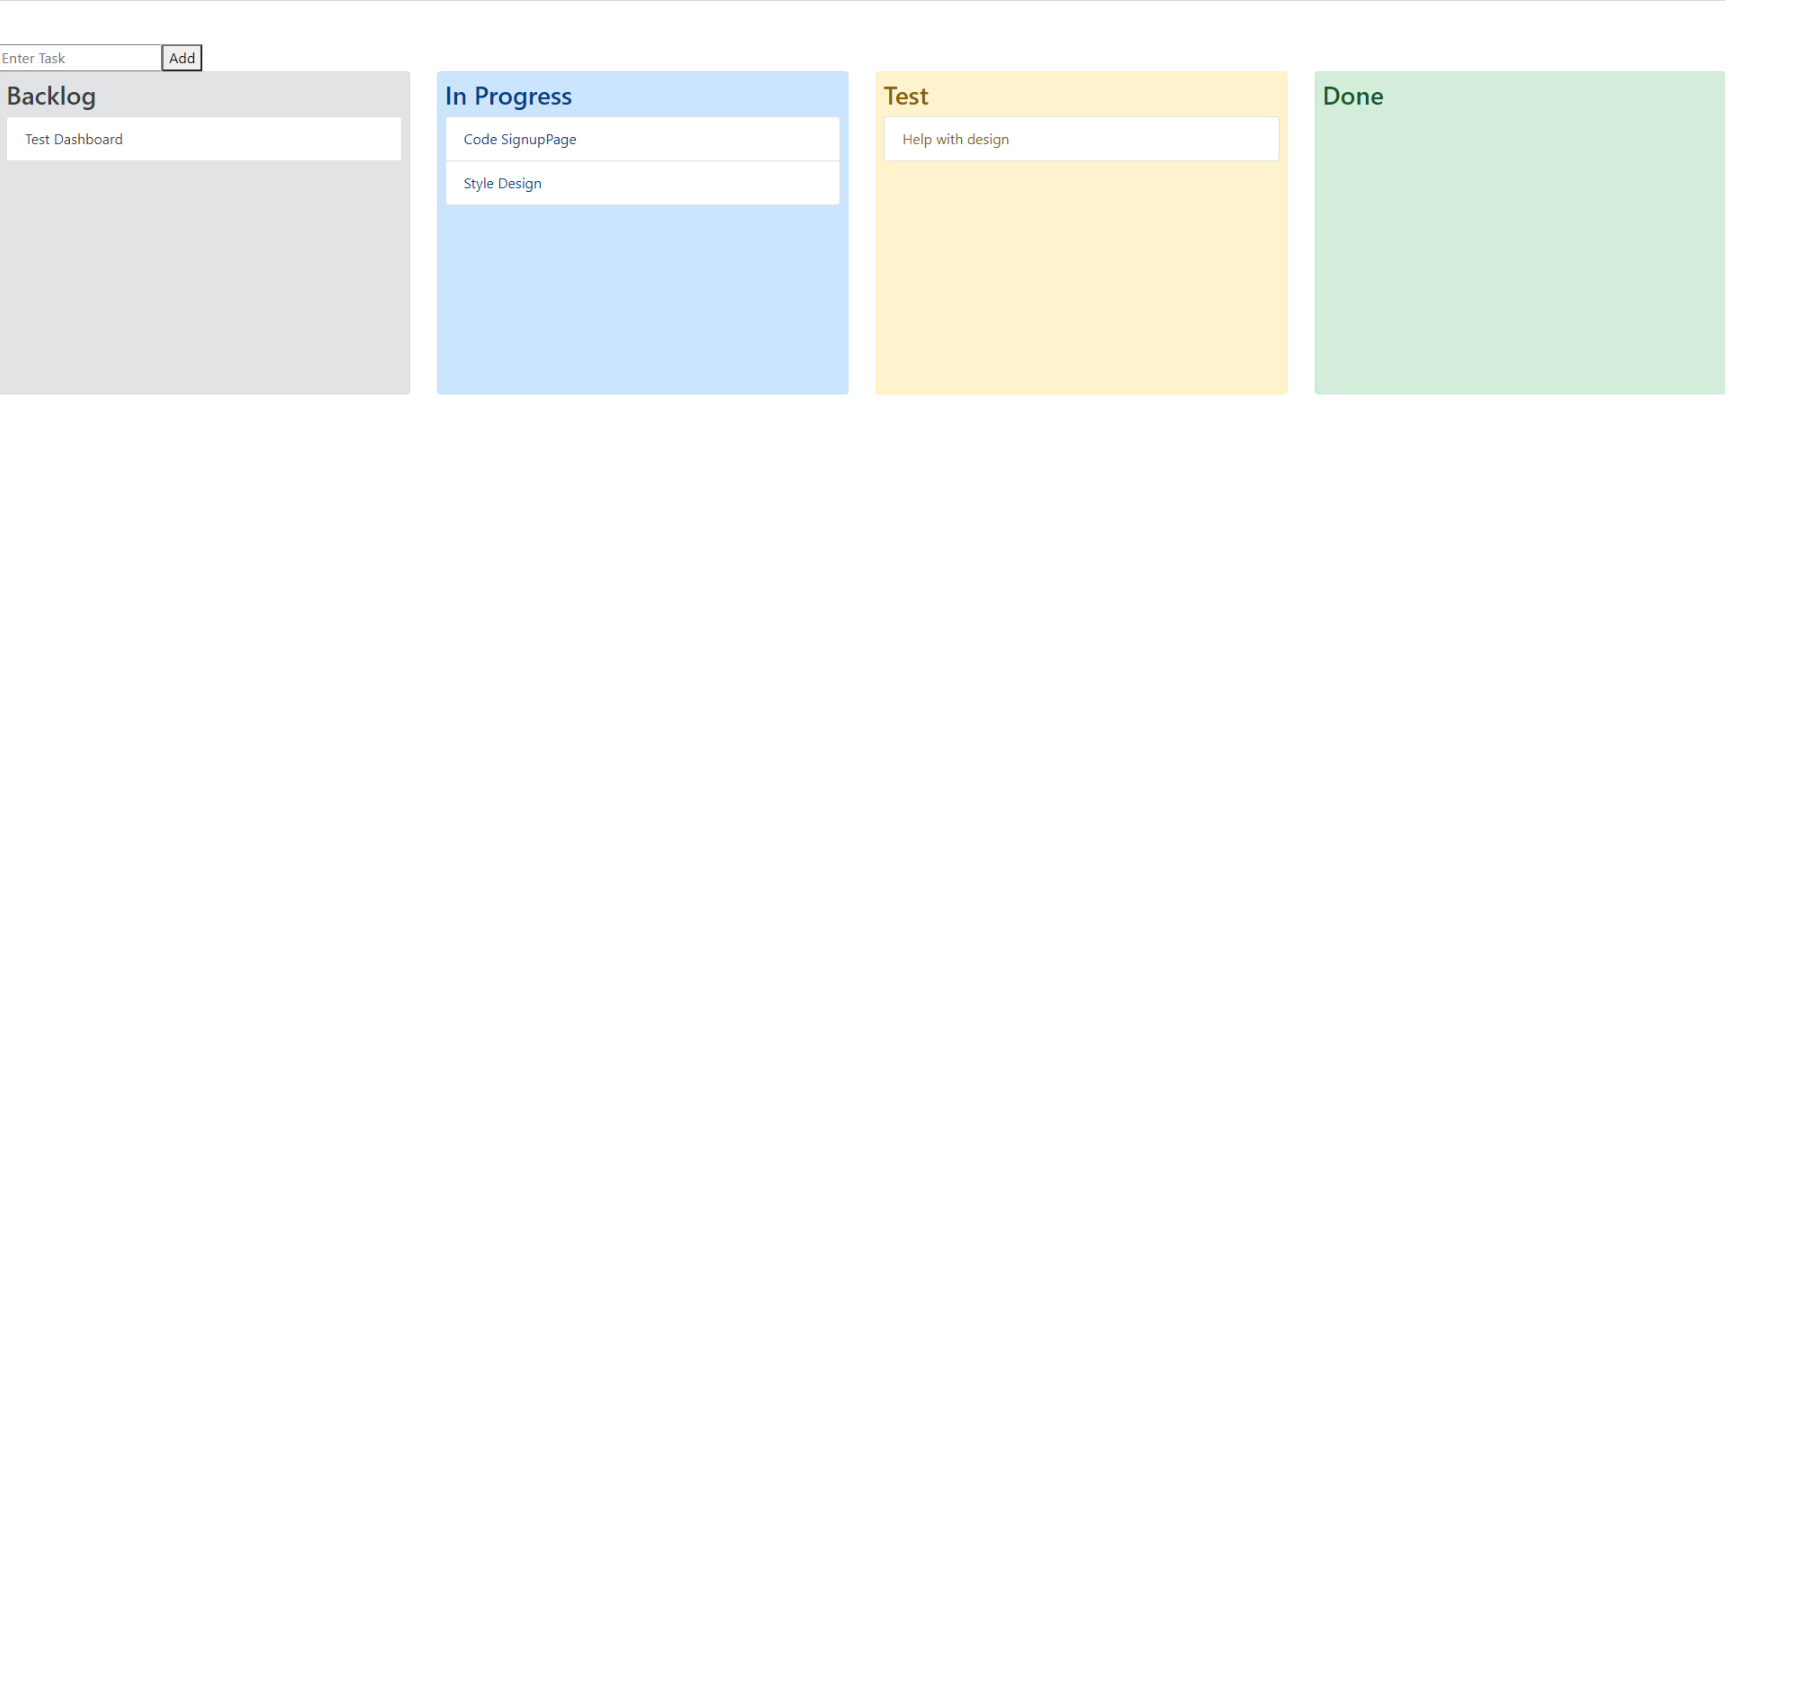 Enter Task Add
Backlog
Test Dashboard
In Progress
Code SignupPage
Style Design
Test
Help with design
Done